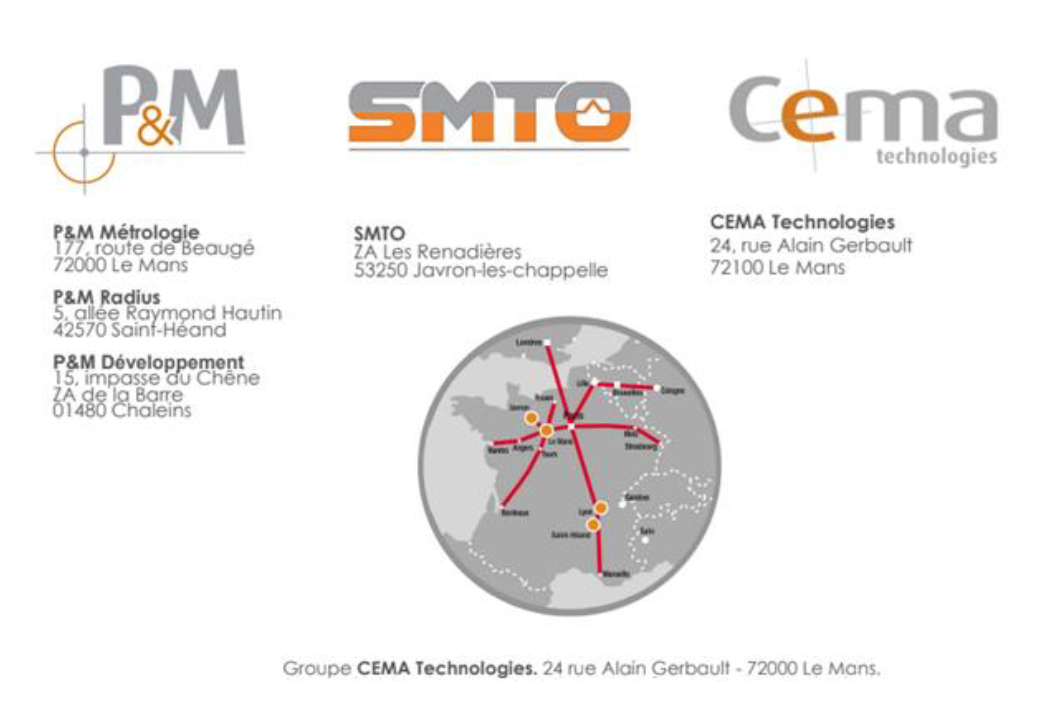 P&M
SMTO
Cema
technologies
P&M Métrologie
177, route de Beaugé
72000 Le Mans
P&M Radius
5, allée Raymond Hautin
42570 Saint-Héand
P&M Développement
15, impasse du Chêne
ZA de la Barre
01480 Chaleins
SMTO
ZA Les Renadières
53250 Javron-les-chappelle
CEMA Technologies
24, rue Alain Gerbault
72100 Le Mans
Londres
Lille
Bruxelles
Cologne
Rouen
Javron
Paris
Le Mans
Metz
Strasbourg
Nantes
Angers
Tours
Bordeaux
Lyon
Genève
Saint-Héand
Turin
Marseille
Groupe CEMA Technologies. 24 rue Alain Gerbault - 72000 Le Mans.